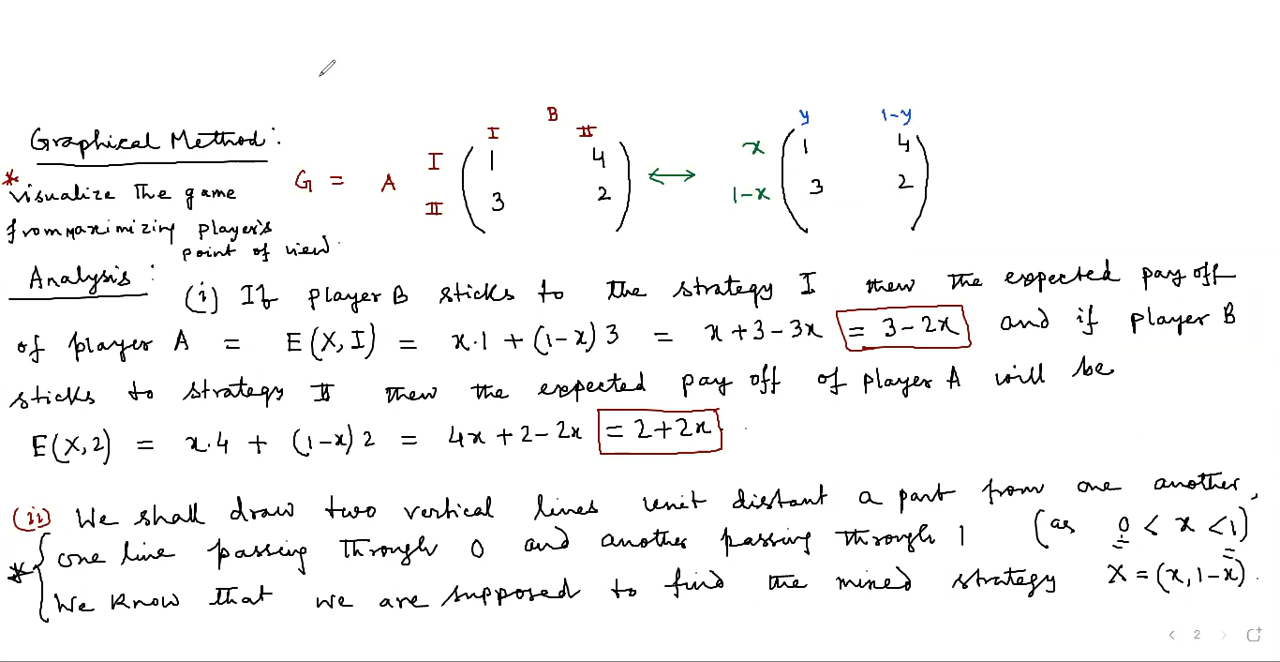 Graphical Method:
* visualize the game
from maximizing player's
point of view.
B
I II
G = A I ( 1 4 ) ↔ x ( 1 4 )
II ( 3 2 ) 1-x ( 3 2 )
y 1-y
Analysis: (i) If player B sticks to the strategy I then the expected pay off
of player A = E(X, I) = x.1 + (1-x) 3 = x + 3 - 3x = 3 - 2x and if player B
sticks to strategy II then the expected pay off of player A will be
E(X, 2) = x.4 + (1-x) 2 = 4x + 2 - 2x = 2 + 2x .
(ii) We shall draw two vertical lines unit distant a part from one another,
* one line passing through 0 and another passing through 1 (as 0 < x < 1)
We know that we are supposed to find the mined strategy X = (x, 1-x).
2